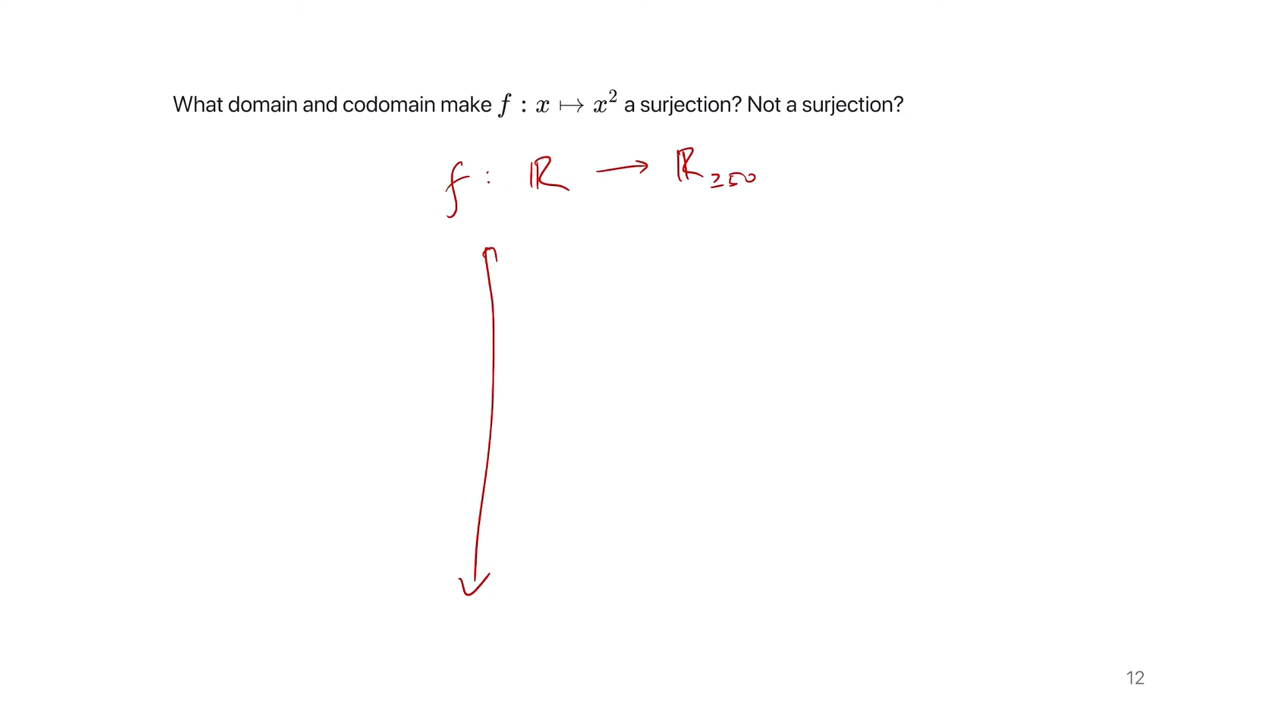 What domain and codomain make f : x ↦ x² a surjection? Not a surjection?
f : ℝ → ℝ≥0
12